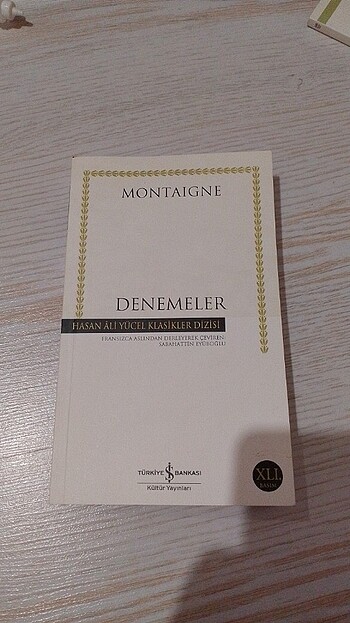 MONTAIGNE
DENEMELER
HASAN ÂLİ YÜCEL KLASİKLER DİZİSİ
FRANSIZCA ASLINDAN DERLEYEREK ÇEVİREN:
SABAHATTİN EYÜBOĞLU
TÜRKİYE İŞ BANKASI
Kültür Yayınları
XLI.
BASIM